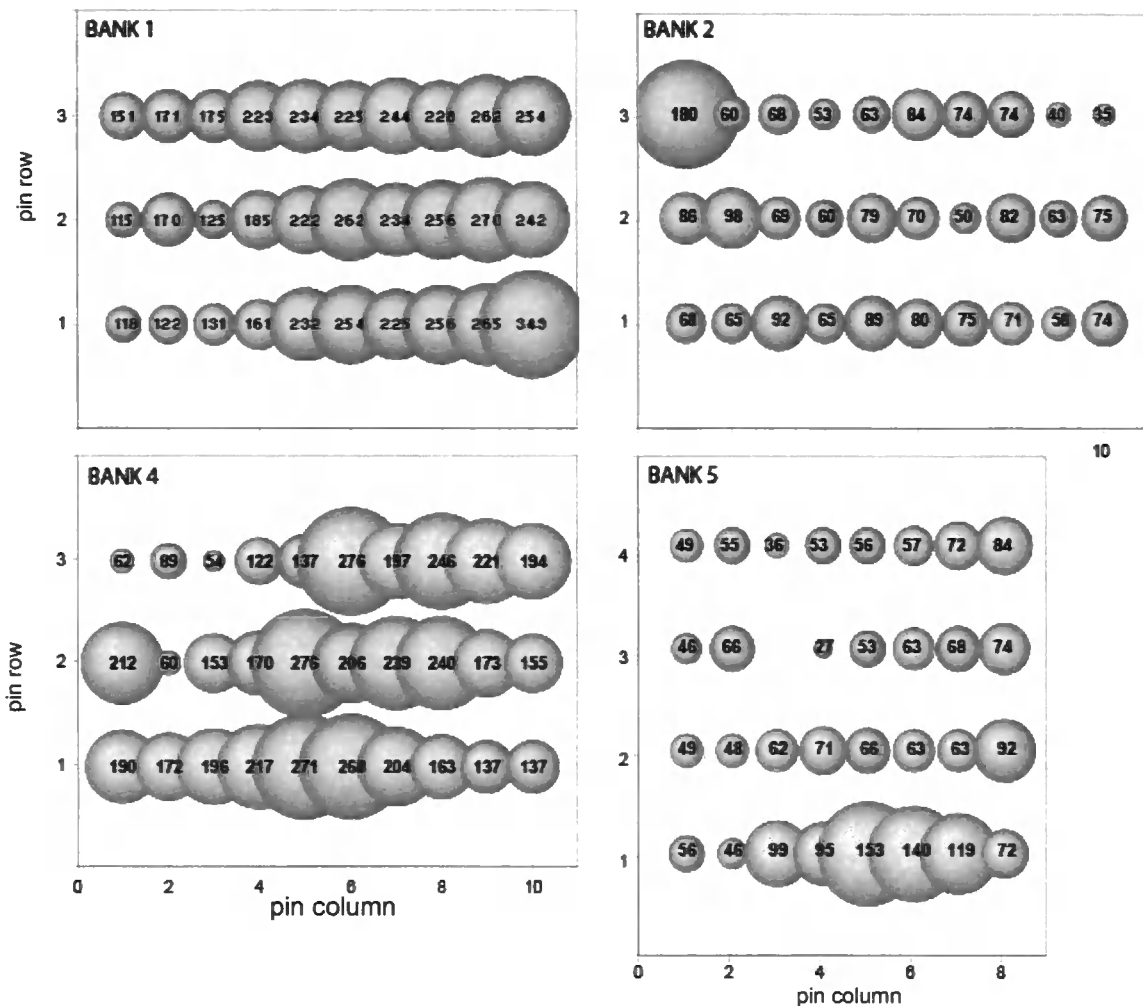 BANK 1
3 151 171 175 223 234 225 244 228 262 254
2 115 170 125 185 222 262 234 256 270 242
1 118 122 131 161 232 254 225 256 265 349
pin row
BANK 2
3 180 60 68 53 63 84 74 74 40 35
2 86 98 69 60 79 70 50 82 63 75
1 68 65 92 65 89 80 75 71 58 74
10
BANK 4
3 62 89 54 122 137 276 197 246 221 194
2 212 60 153 170 276 206 239 240 173 155
1 190 172 196 217 271 268 204 163 137 137
pin row
0 2 4 6 8 10
pin column
BANK 5
4 49 55 36 53 56 57 72 84
3 46 66 27 53 63 68 74
2 49 48 62 71 66 63 63 92
1 56 46 99 95 153 140 119 72
0 2 4 6 8
pin column